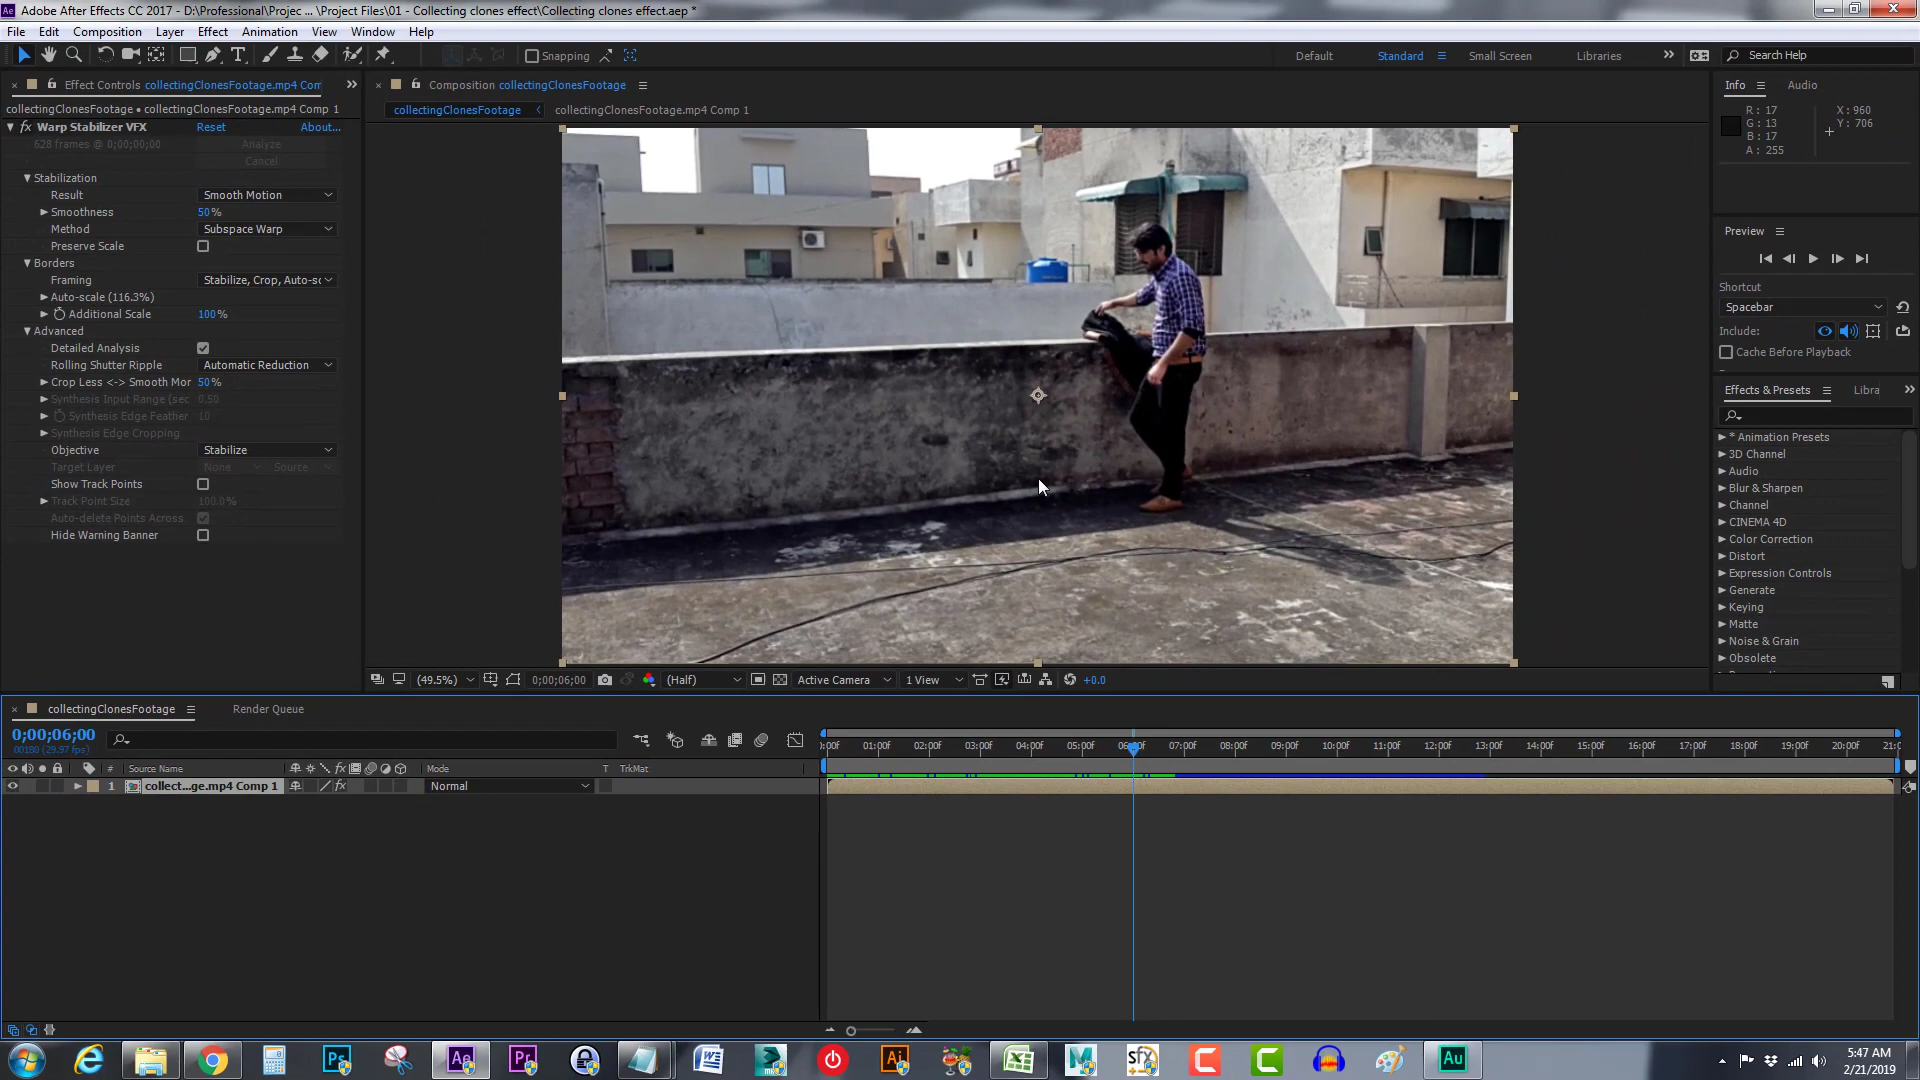 Adobe After Effects CC 2017 - D:\Professional\Projec ... \Project Files\01 - Collecting clones effect\Collecting clones effect.aep *
File Edit Composition Layer Effect Animation View Window Help
Snapping
Default Standard Small Screen Libraries
Search Help
Effect Controls collectingClonesFootage.mp4 Com
collectingClonesFootage • collectingClonesFootage.mp4 Comp 1
fx Warp Stabilizer VFX Reset About...
628 frames @ 0;00;00;00 Analyze
Cancel
Stabilization
Result Smooth Motion
Smoothness 50%
Method Subspace Warp
Preserve Scale
Borders
Framing Stabilize, Crop, Auto-sc
Auto-scale (116.3%)
Additional Scale 100%
Advanced
Detailed Analysis
Rolling Shutter Ripple Automatic Reduction
Crop Less <-> Smooth Mor 50%
Synthesis Input Range (sec 0.50
Synthesis Edge Feather 10
Synthesis Edge Cropping
Objective Stabilize
Target Layer None Source
Show Track Points
Track Point Size 100.0%
Auto-delete Points Across
Hide Warning Banner
Composition collectingClonesFootage
collectingClonesFootage collectingClonesFootage.mp4 Comp 1
(49.5%) 0;00;06;00 (Half) Active Camera 1 View +0.0
Info Audio
R : 17 X : 960
G : 13 Y : 706
B : 17
A : 255
Preview
Shortcut
Spacebar
Include:
Cache Before Playback
Effects & Presets Libra
* Animation Presets
3D Channel
Audio
Blur & Sharpen
Channel
CINEMA 4D
Color Correction
Distort
Expression Controls
Generate
Keying
Matte
Noise & Grain
Obsolete
collectingClonesFootage Render Queue
0;00;06;00
00180 (29.97 fps)
# Source Name fx Mode T TrkMat
1 collect...ge.mp4 Comp 1 fx Normal
:00f 01:00f 02:00f 03:00f 04:00f 05:00f 06:00f 07:00f 08:00f 09:00f 10:00f 11:00f 12:00f 13:00f 14:00f 15:00f 16:00f 17:00f 18:00f 19:00f 20:00f 21:0
Ps Ae Pr Ai sfx Au
5:47 AM
2/21/2019